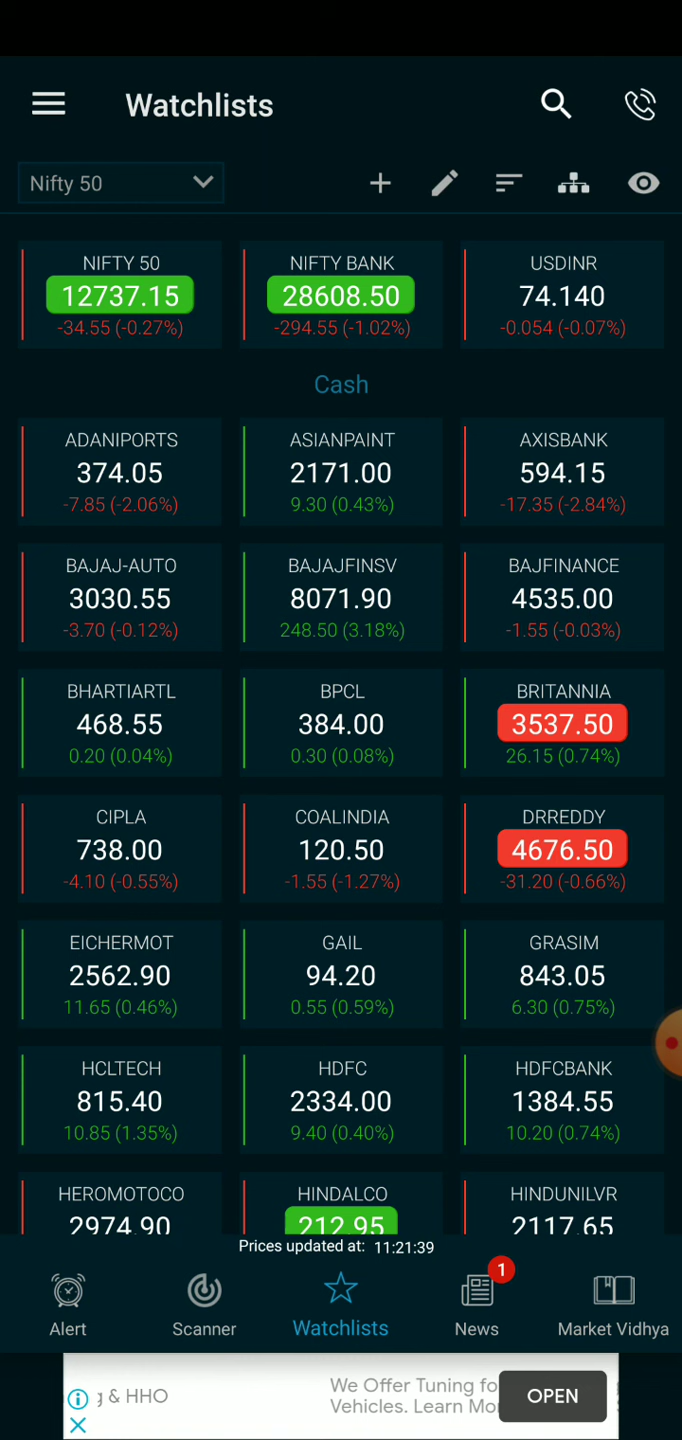 Watchlists
Nifty 50
NIFTY 50 NIFTY BANK USDINR
12737.15 28608.50 74.140
-34.55 (-0.27%) -294.55 (-1.02%) -0.054 (-0.07%)
Cash
ADANIPORTS ASIANPAINT AXISBANK
374.05 2171.00 594.15
-7.85 (-2.06%) 9.30 (0.43%) -17.35 (-2.84%)
BAJAJ-AUTO BAJAJFINSV BAJFINANCE
3030.55 8071.90 4535.00
-3.70 (-0.12%) 248.50 (3.18%) -1.55 (-0.03%)
BHARTIARTL BPCL BRITANNIA
468.55 384.00 3537.50
0.20 (0.04%) 0.30 (0.08%) 26.15 (0.74%)
CIPLA COALINDIA DRREDDY
738.00 120.50 4676.50
-4.10 (-0.55%) -1.55 (-1.27%) -31.20 (-0.66%)
EICHERMOT GAIL GRASIM
2562.90 94.20 843.05
11.65 (0.46%) 0.55 (0.59%) 6.30 (0.75%)
HCLTECH HDFC HDFCBANK
815.40 2334.00 1384.55
10.85 (1.35%) 9.40 (0.40%) 10.20 (0.74%)
HEROMOTOCO HINDALCO HINDUNILVR
2974.90 212.95 2117.65
Prices updated at: 11:21:39
1
Alert Scanner Watchlists News Market Vidhya
& HHO
We Offer Tuning fo
Vehicles. Learn Mo
OPEN